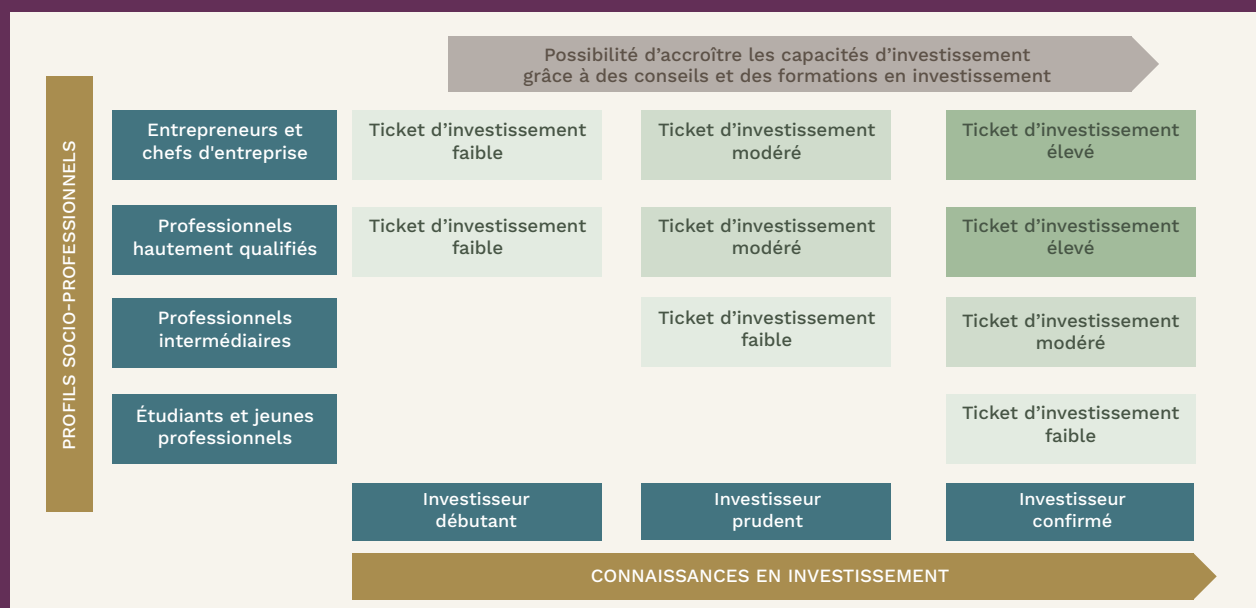 Possibilité d’accroître les capacités d’investissement
grâce à des conseils et des formations en investissement
PROFILS SOCIO-PROFESSIONNELS
Entrepreneurs et
chefs d'entreprise
Ticket d’investissement
faible
Ticket d’investissement
modéré
Ticket d’investissement
élevé
Professionnels
hautement qualifiés
Ticket d’investissement
faible
Ticket d’investissement
modéré
Ticket d’investissement
élevé
Professionnels
intermédiaires
Ticket d’investissement
faible
Ticket d’investissement
modéré
Étudiants et jeunes
professionnels
Ticket d’investissement
faible
Investisseur
débutant
Investisseur
prudent
Investisseur
confirmé
CONNAISSANCES EN INVESTISSEMENT